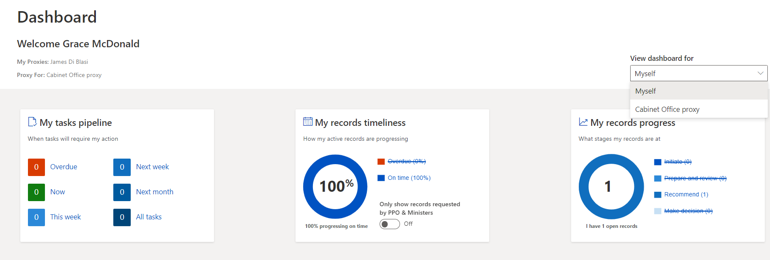 Dashboard
Welcome Grace McDonald
My Proxies: James Di Blasi
Proxy For: Cabinet Office proxy
View dashboard for
Myself
Myself
Cabinet Office proxy
My tasks pipeline
When tasks will require my action
0 Overdue
0 Next week
0 Now
0 Next month
0 This week
0 All tasks
My records timeliness
How my active records are progressing
100%
100% progressing on time
Overdue (0%)
On time (100%)
Only show records requested
by PPO & Ministers
Off
My records progress
What stages my records are at
1
I have 1 open records
Initiate (0)
Prepare and review (0)
Recommend (1)
Make decision (0)